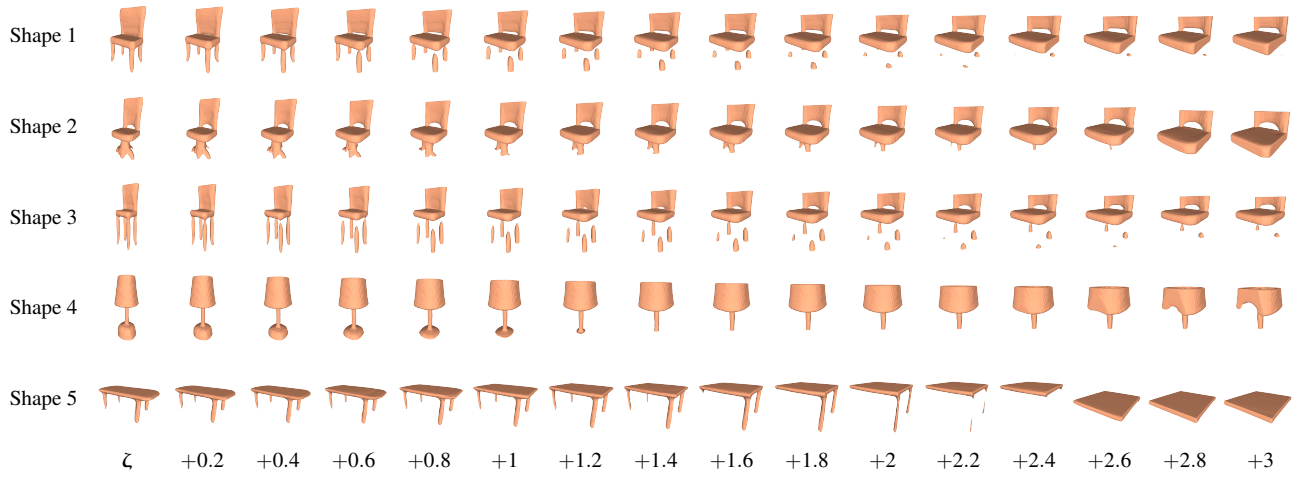 Shape 1
Shape 2
Shape 3
Shape 4
Shape 5
ζ +0.2 +0.4 +0.6 +0.8 +1 +1.2 +1.4 +1.6 +1.8 +2 +2.2 +2.4 +2.6 +2.8 +3